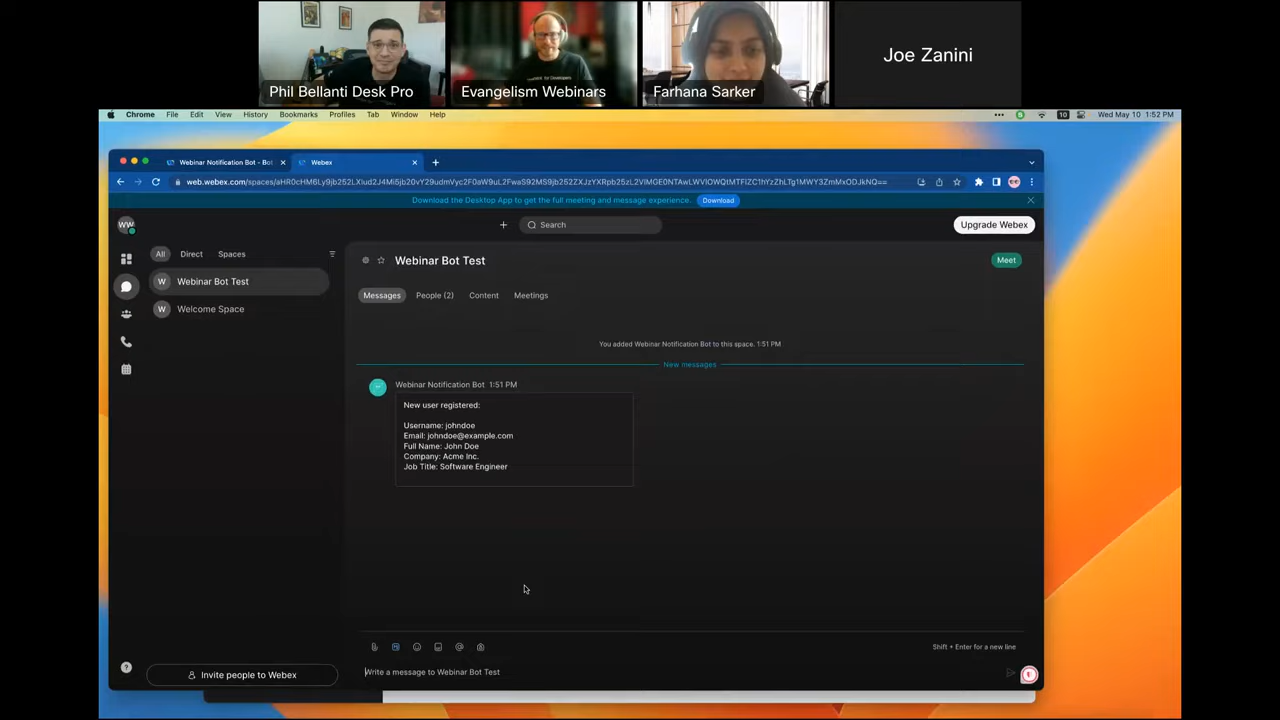 Phil Bellanti Desk Pro
Evangelism Webinars
Farhana Sarker
Joe Zanini
Chrome File Edit View History Bookmarks Profiles Tab Window Help
10 Wed May 10 1:52 PM
Webinar Notification Bot - Bot
Webex
Download the Desktop App to get the full meeting and message experience. Download
WW
Search
Upgrade Webex
All Direct Spaces
W Webinar Bot Test
W Welcome Space
Webinar Bot Test
Meet
Messages People (2) Content Meetings
You added Webinar Notification Bot to this space. 1:51 PM
New messages
Webinar Notification Bot 1:51 PM
New user registered:
Username: johndoe
Email: johndoe@example.com
Full Name: John Doe
Company: Acme Inc.
Job Title: Software Engineer
Shift + Enter for a new line
Write a message to Webinar Bot Test
Invite people to Webex